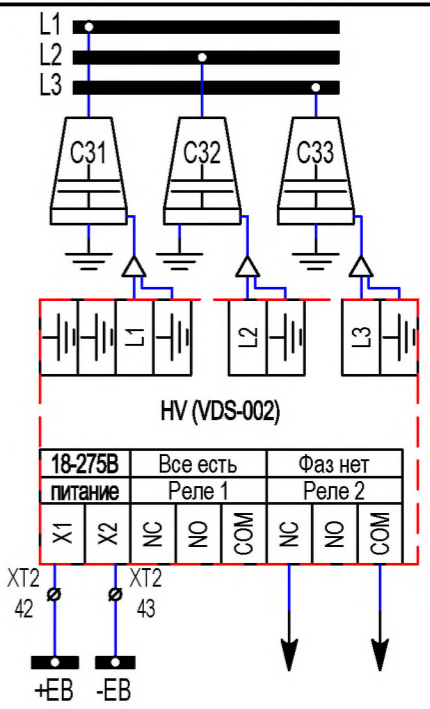 L1
L2
L3
C31 C32 C33
L1 L2 L3
HV (VDS-002)
18-275В Все есть Фаз нет
питание Реле 1 Реле 2
X1 X2 NC NO COM NC NO COM
XT2 XT2
42 43
+EB -EB